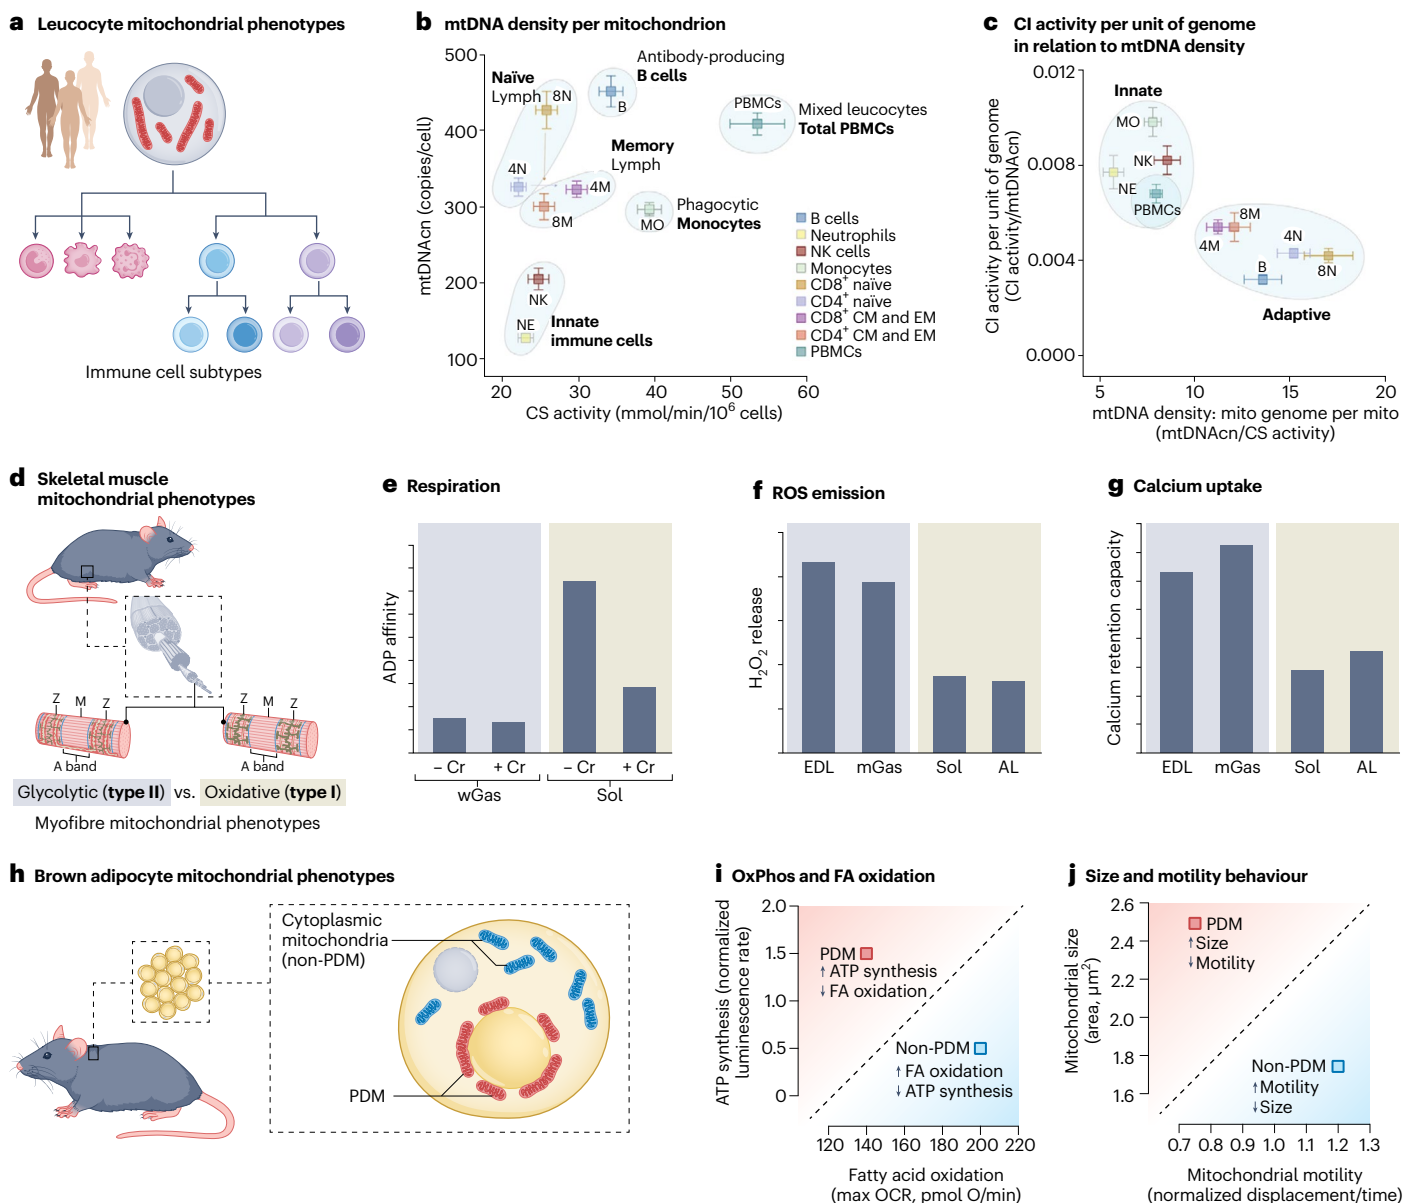 a Leucocyte mitochondrial phenotypes
Immune cell subtypes
b mtDNA density per mitochondrion
mtDNAcn (copies/cell)
500
400
300
200
100
20
30
40
50
60
CS activity (mmol/min/10⁶ cells)
Naïve
Lymph
8N
4N
Antibody-producing
B cells
B
PBMCs
Mixed leucocytes
Total PBMCs
Memory
Lymph
4M
8M
Phagocytic
Monocytes
MO
NK
NE
Innate
immune cells
B cells
Neutrophils
NK cells
Monocytes
CD8⁺ naïve
CD4⁺ naïve
CD8⁺ CM and EM
CD4⁺ CM and EM
PBMCs
c CI activity per unit of genome
in relation to mtDNA density
CI activity per unit of genome
(CI activity/mtDNAcn)
0.012
0.008
0.004
0.000
5
10
15
20
mtDNA density: mito genome per mito
(mtDNAcn/CS activity)
Innate
MO
NK
NE
PBMCs
8M
4M
4N
B
8N
Adaptive
d Skeletal muscle
mitochondrial phenotypes
Z M Z
A band
Z M Z
A band
Glycolytic (type II) vs. Oxidative (type I)
Myofibre mitochondrial phenotypes
e Respiration
ADP affinity
– Cr + Cr – Cr + Cr
wGas Sol
f ROS emission
H₂O₂ release
EDL mGas Sol AL
g Calcium uptake
Calcium retention capacity
EDL mGas Sol AL
h Brown adipocyte mitochondrial phenotypes
Cytoplasmic
mitochondria
(non-PDM)
PDM
i OxPhos and FA oxidation
ATP synthesis (normalized
luminescence rate)
2.0
1.5
1.0
0.5
0
PDM
↑ ATP synthesis
↓ FA oxidation
Non-PDM
↑ FA oxidation
↓ ATP synthesis
120 140 160 180 200 220
Fatty acid oxidation
(max OCR, pmol O/min)
j Size and motility behaviour
Mitochondrial size
(area, µm²)
2.6
2.4
2.2
2.0
1.8
1.6
PDM
↑ Size
↓ Motility
Non-PDM
↑ Motility
↓ Size
0.7 0.8 0.9 1.0 1.1 1.2 1.3
Mitochondrial motility
(normalized displacement/time)